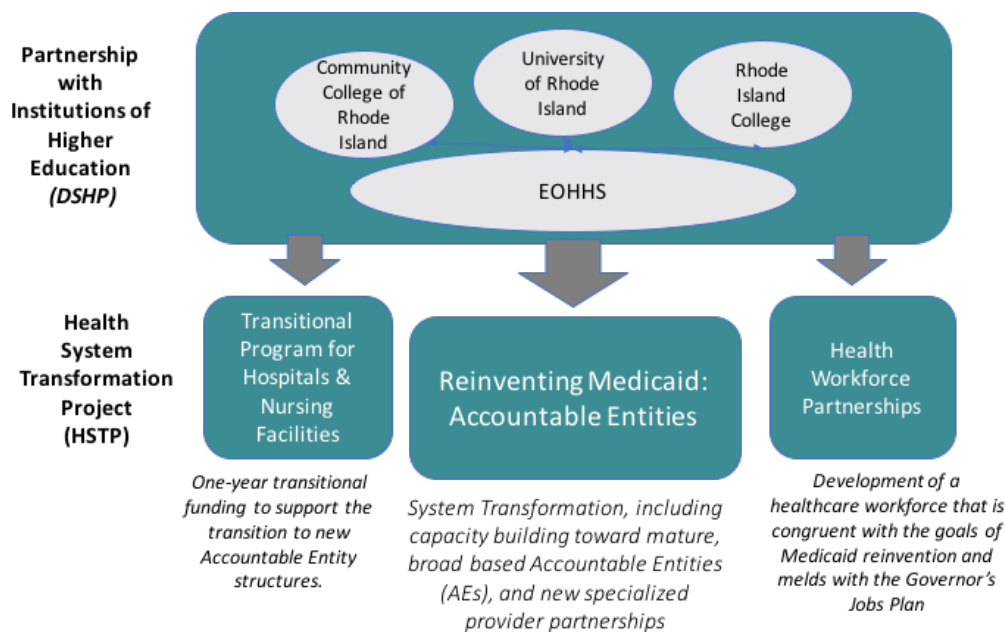 Partnership
with
Institutions of
Higher
Education
(DSHP)
Community
College of
Rhode
Island
University
of Rhode
Island
Rhode
Island
College
EOHHS
Health
System
Transformation
Project
(HSTP)
Transitional
Program for
Hospitals &
Nursing
Facilities
Reinventing Medicaid:
Accountable Entities
Health
Workforce
Partnerships
One-year transitional
funding to support the
transition to new
Accountable Entity
structures.
System Transformation, including
capacity building toward mature,
broad based Accountable Entities
(AEs), and new specialized
provider partnerships
Development of a
healthcare workforce that is
congruent with the goals of
Medicaid reinvention and
melds with the Governor's
Jobs Plan